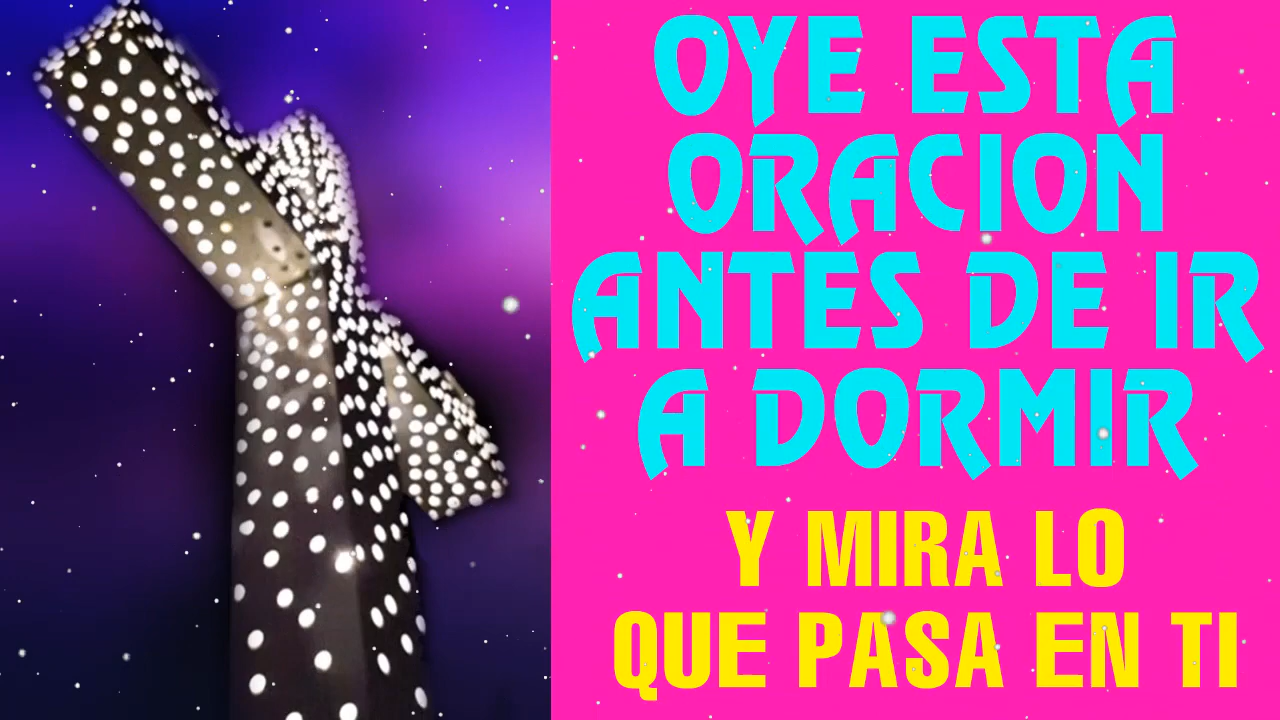 OYE ESTA
ORACION
ANTES DE IR
A DORMIR
Y MIRA LO
QUE PASA EN TI